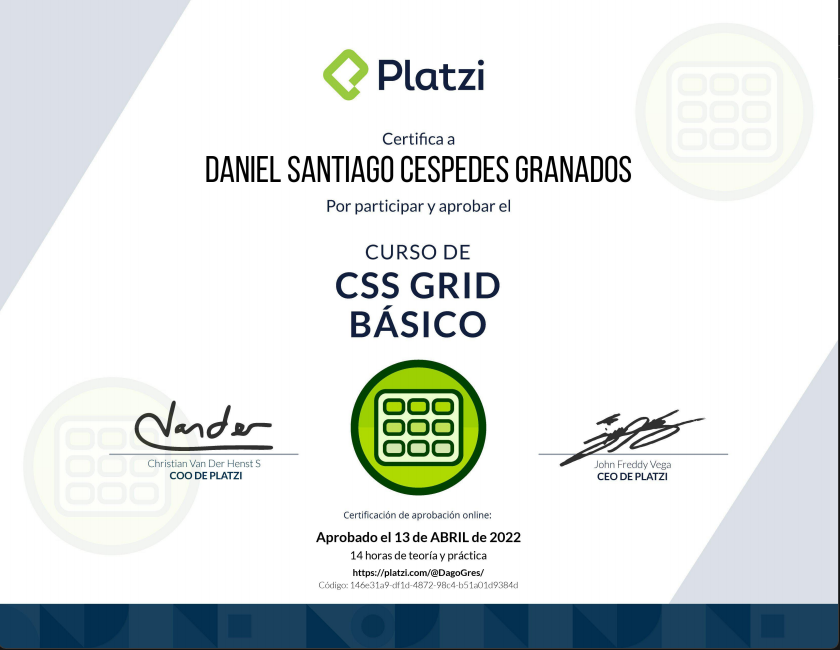 Platzi
Certifica a
DANIEL SANTIAGO CESPEDES GRANADOS
Por participar y aprobar el
CURSO DE
CSS GRID
BÁSICO
Vander
Christian Van Der Henst S
COO DE PLATZI
John Freddy Vega
CEO DE PLATZI
Certificación de aprobación online:
Aprobado el 13 de ABRIL de 2022
14 horas de teoría y práctica
https://platzi.com/@DagoGres/
Código: 146e31a9-df1d-4872-98c4-b51a01d9384d